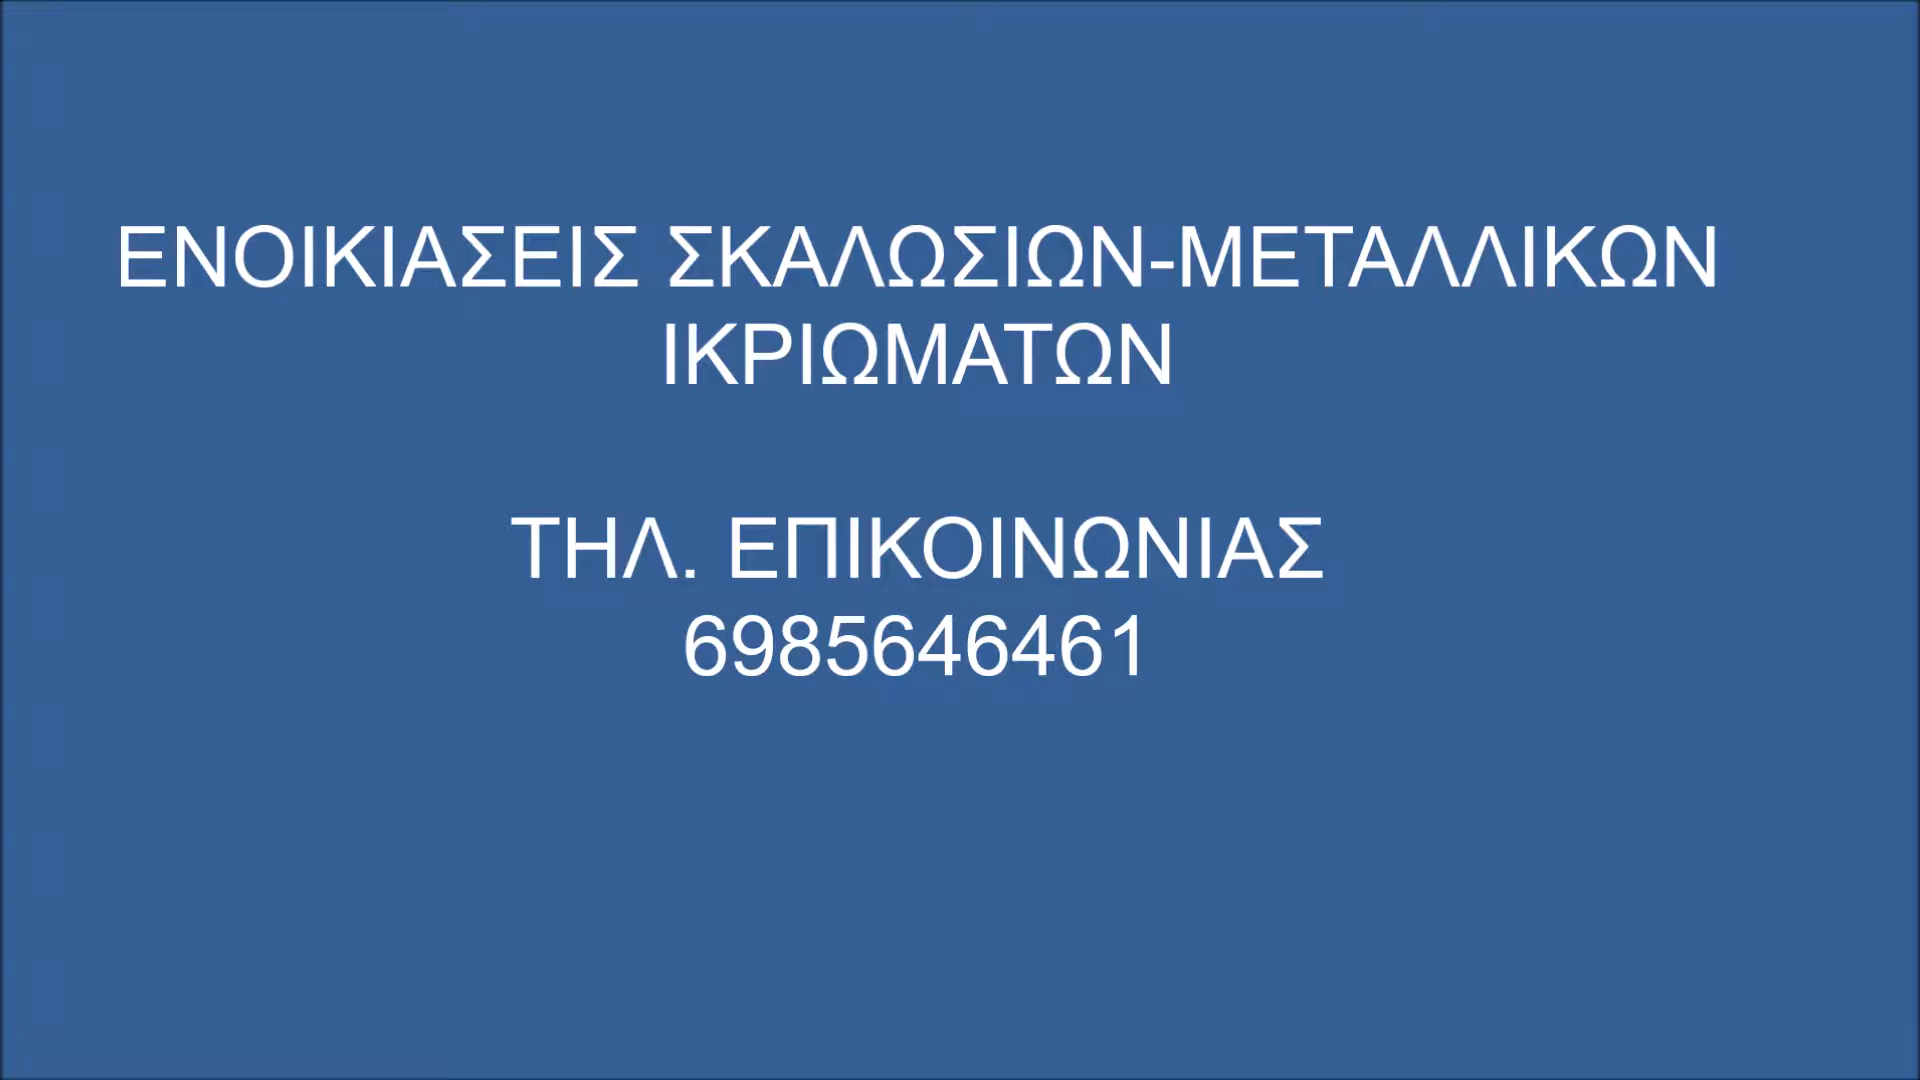 ΕΝΟΙΚΙΑΣΕΙΣ ΣΚΑΛΩΣΙΩΝ-ΜΕΤΑΛΛΙΚΩΝ
ΙΚΡΙΩΜΑΤΩΝ
ΤΗΛ. ΕΠΙΚΟΙΝΩΝΙΑΣ
6985646461